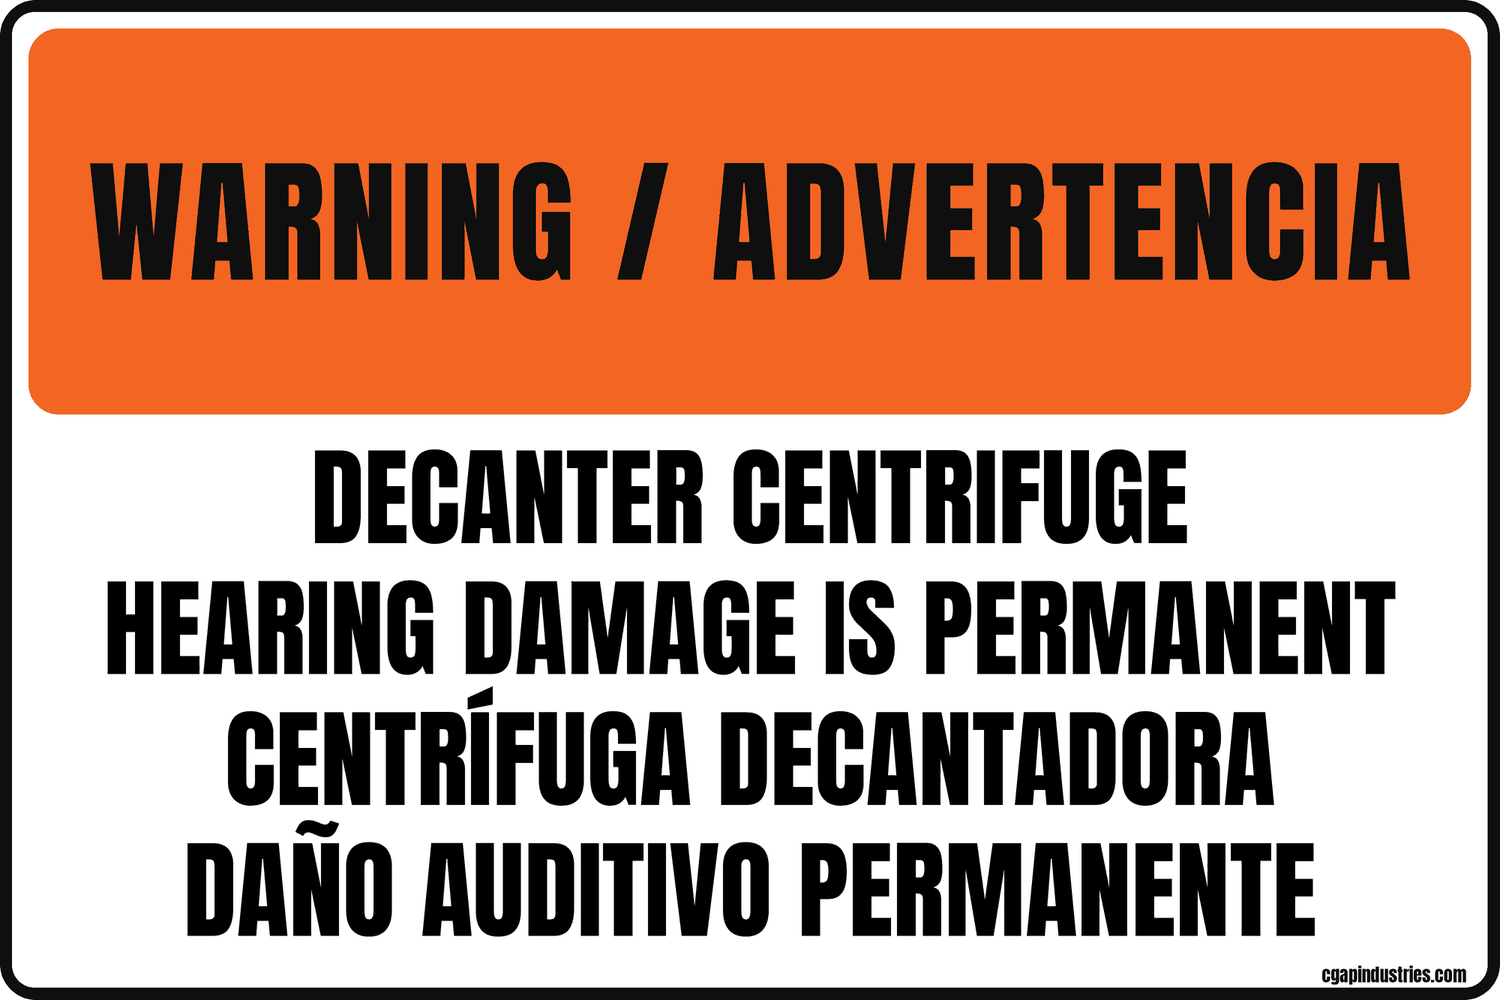 WARNING / ADVERTENCIA
DECANTER CENTRIFUGE
HEARING DAMAGE IS PERMANENT
CENTRÍFUGA DECANTADORA
DAÑO AUDITIVO PERMANENTE
cgapindustries.com